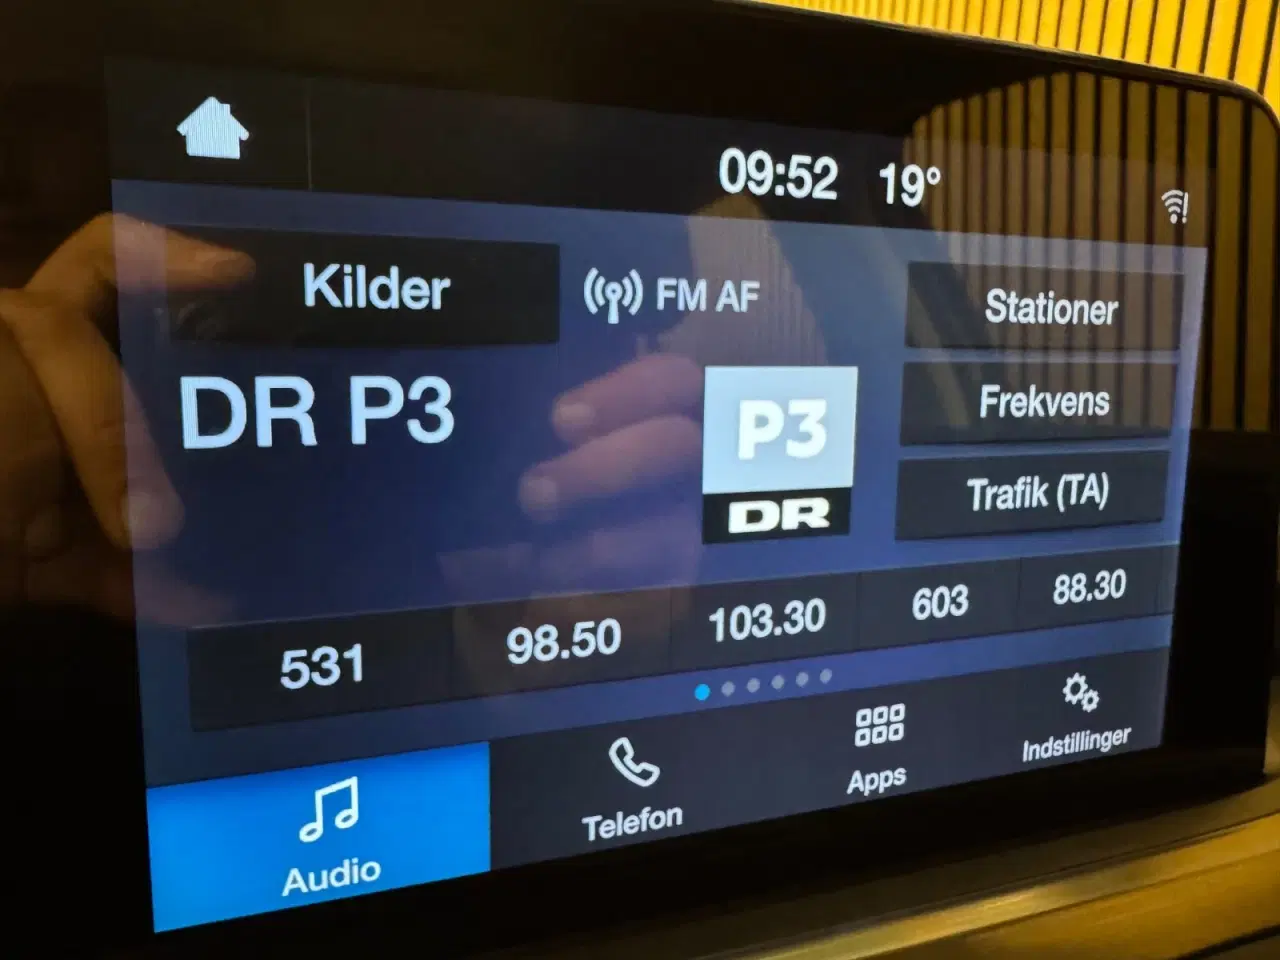 09:52 19°
Kilder
FM AF
Stationer
DR P3
P3
DR
Frekvens
Trafik (TA)
531 98.50 103.30 603 88.30
Audio
Telefon
Apps
Indstillinger